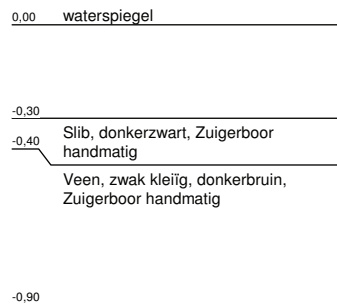 0,00 waterspiegel
-0,30
Slib, donkerzwart, Zuigerboor
-0,40
handmatig
Veen, zwak kleiïg, donkerbruin,
Zuigerboor handmatig
-0,90